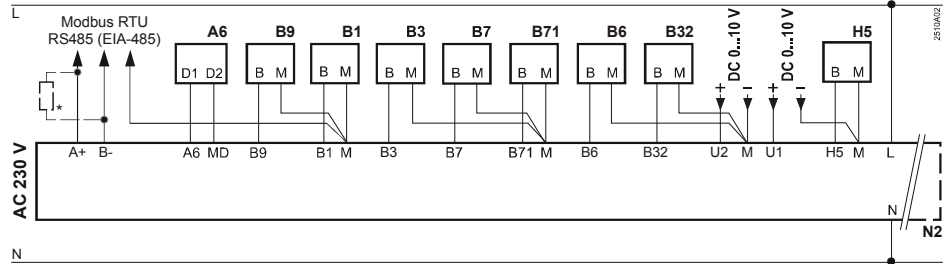 L
Modbus RTU
RS485 (EIA-485)
A6 B9 B1 B3 B7 B71 B6 B32 DC 0...10 V DC 0...10 V H5
2510A02
D1 D2 B M B M B M B M B M B M B M B M
*
+ – + –
A+ B- A6 MD B9 B1 M B3 B7 B71 M B6 B32 U2 M U1 H5 M L
AC 230 V
N
N2
N